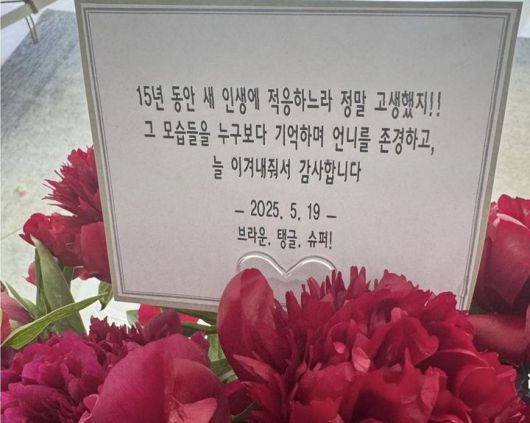 15년 동안 새 인생에 적응하느라 정말 고생했지!!
그 모습들을 누구보다 기억하며 언니를 존경하고,
늘 이겨내줘서 감사합니다
– 2025. 5. 19 –
브라운. 탱글. 슈퍼!